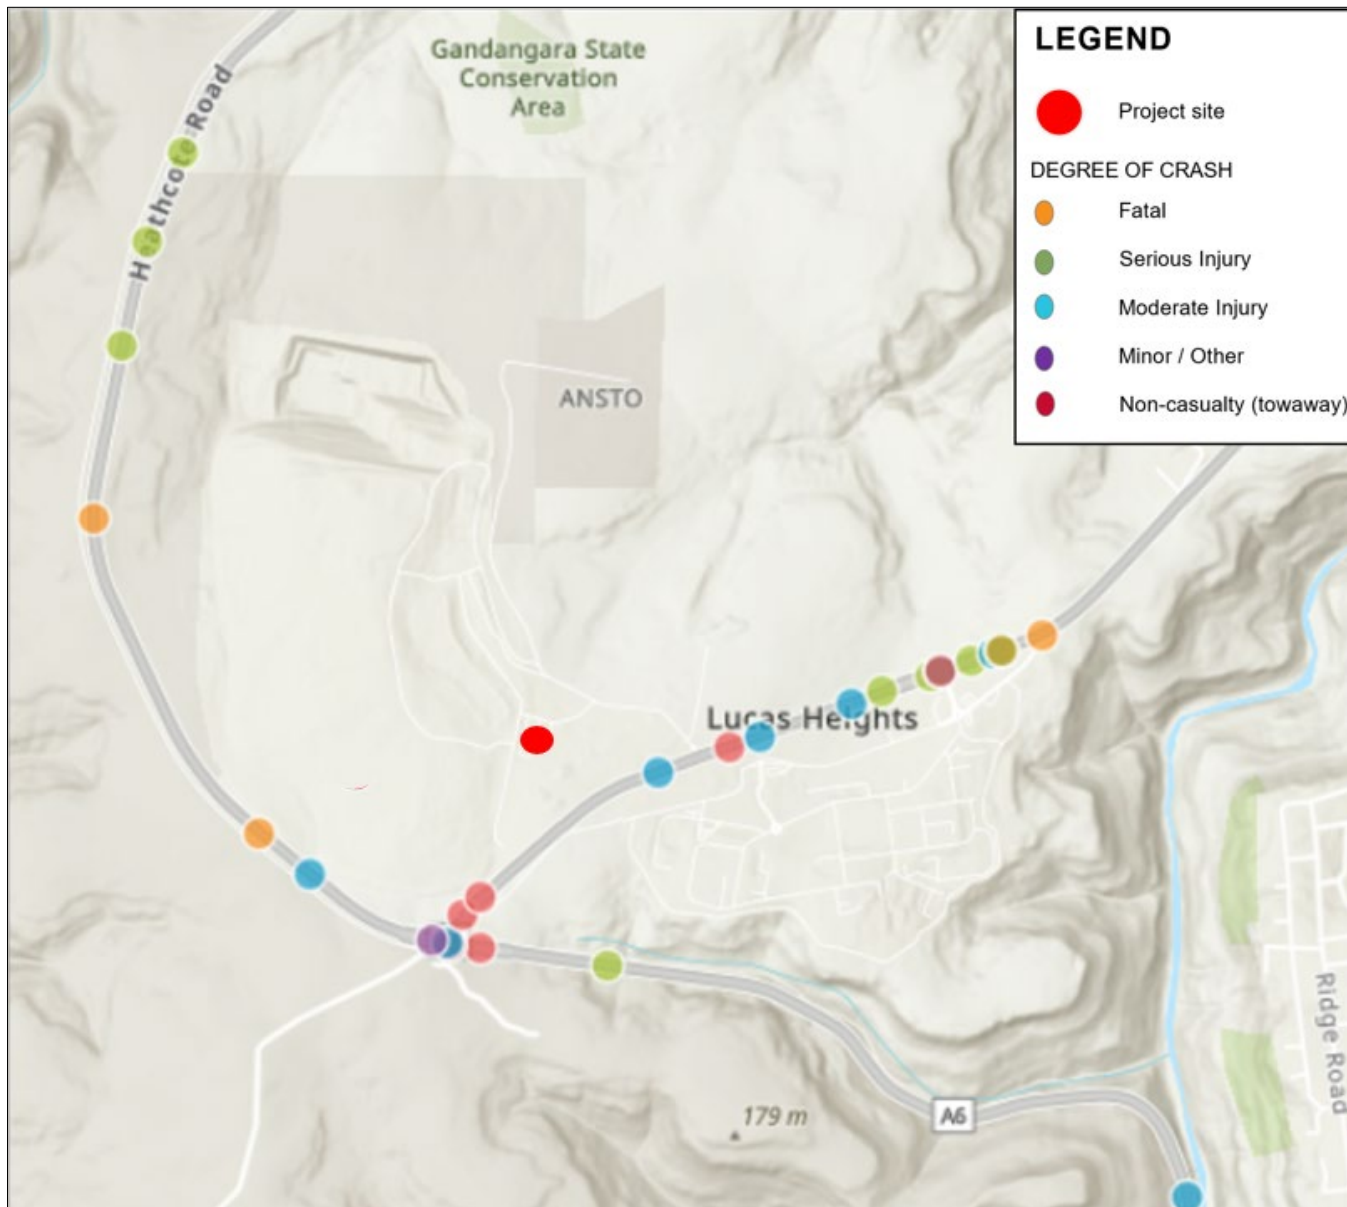 Gandangara State
Conservation
Area
Heathcote Road
ANSTO
Lucas Heights
179 m
A6
Ridge Road
LEGEND
Project site
DEGREE OF CRASH
Fatal
Serious Injury
Moderate Injury
Minor / Other
Non-casualty (towaway)